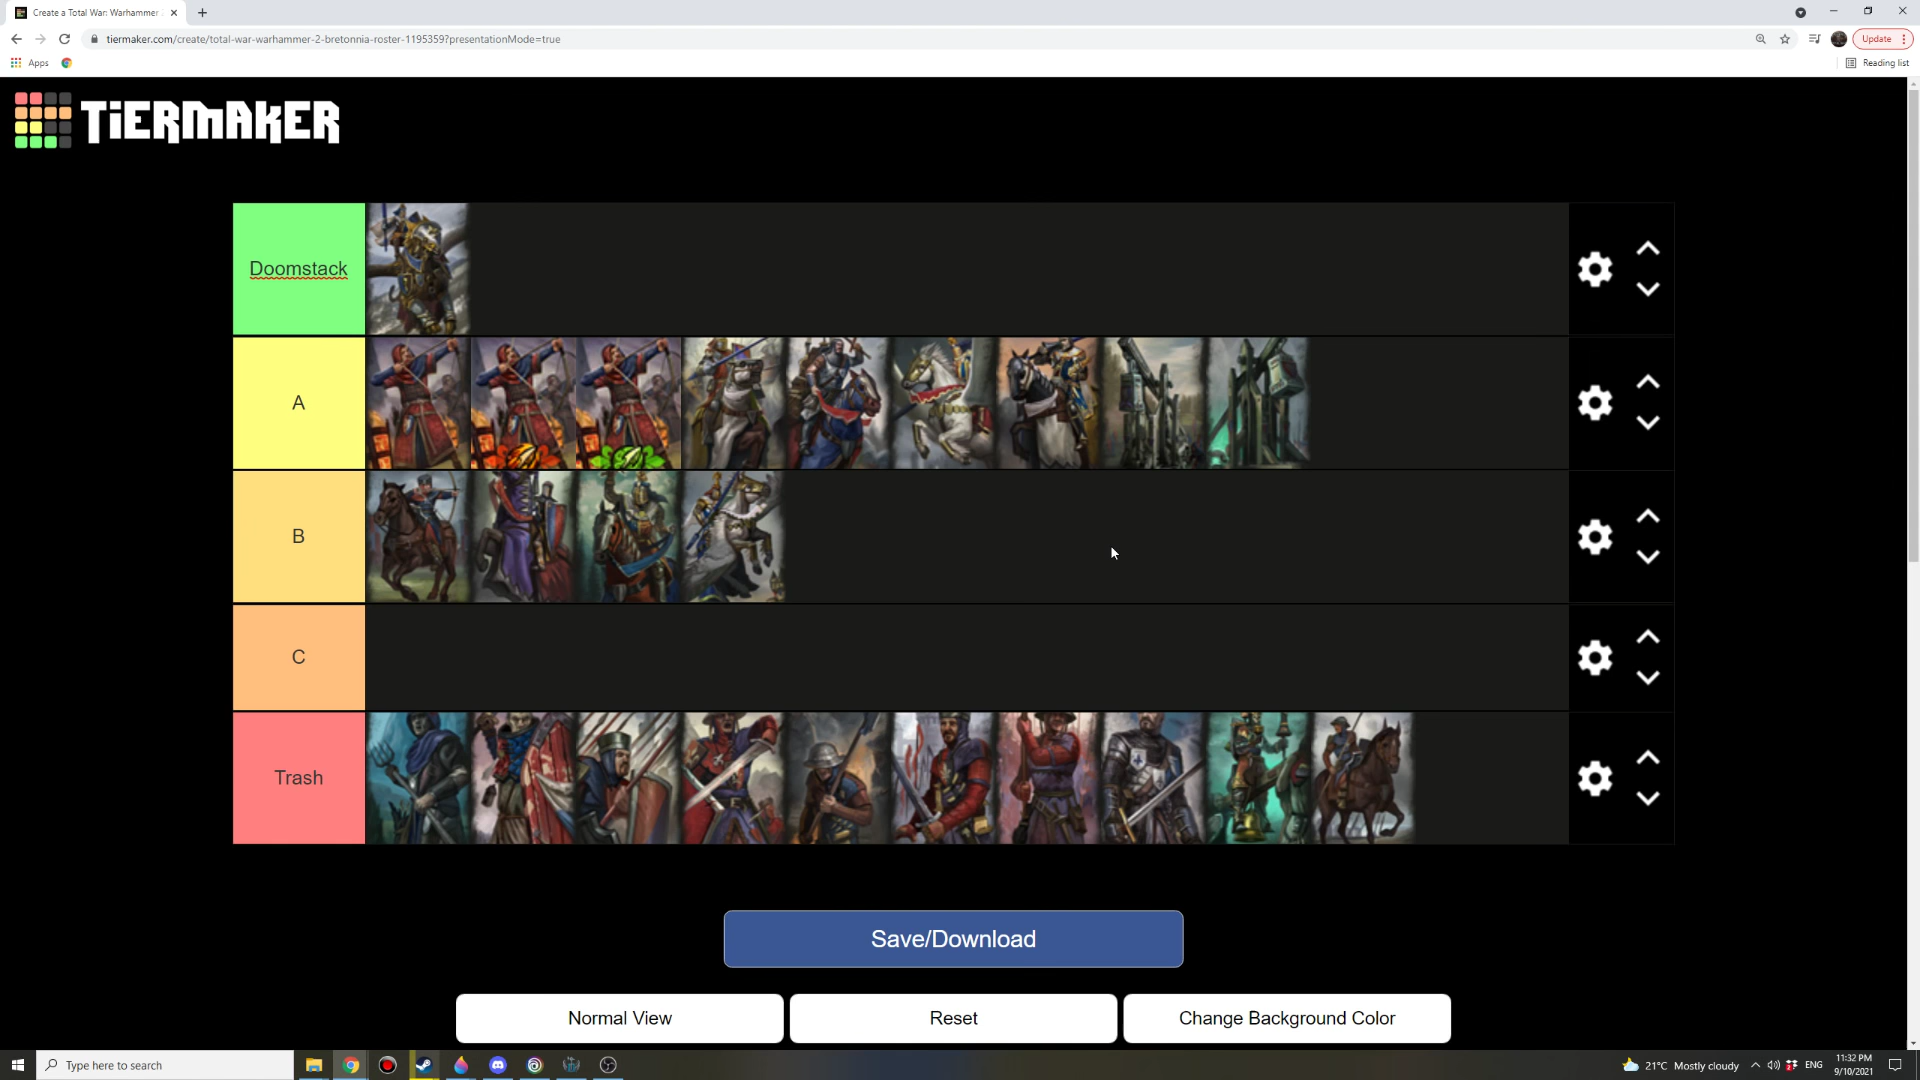 Create a Total War: Warhammer
tiermaker.com/create/total-war-warhammer-2-bretonnia-roster-1195359?presentationMode=true
Update
Apps
Reading list
TiERMAKER
Doomstack
A
B
C
Trash
Save/Download
Normal View
Reset
Change Background Color
Type here to search
21°C Mostly cloudy
ENG
11:32 PM
9/10/2021